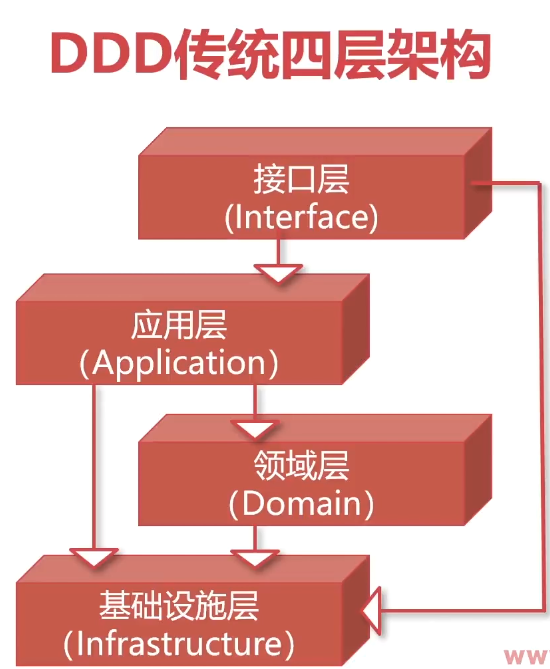 DDD传统四层架构
接口层
(Interface)
应用层
(Application)
领域层
(Domain)
基础设施层
(Infrastructure)
ww